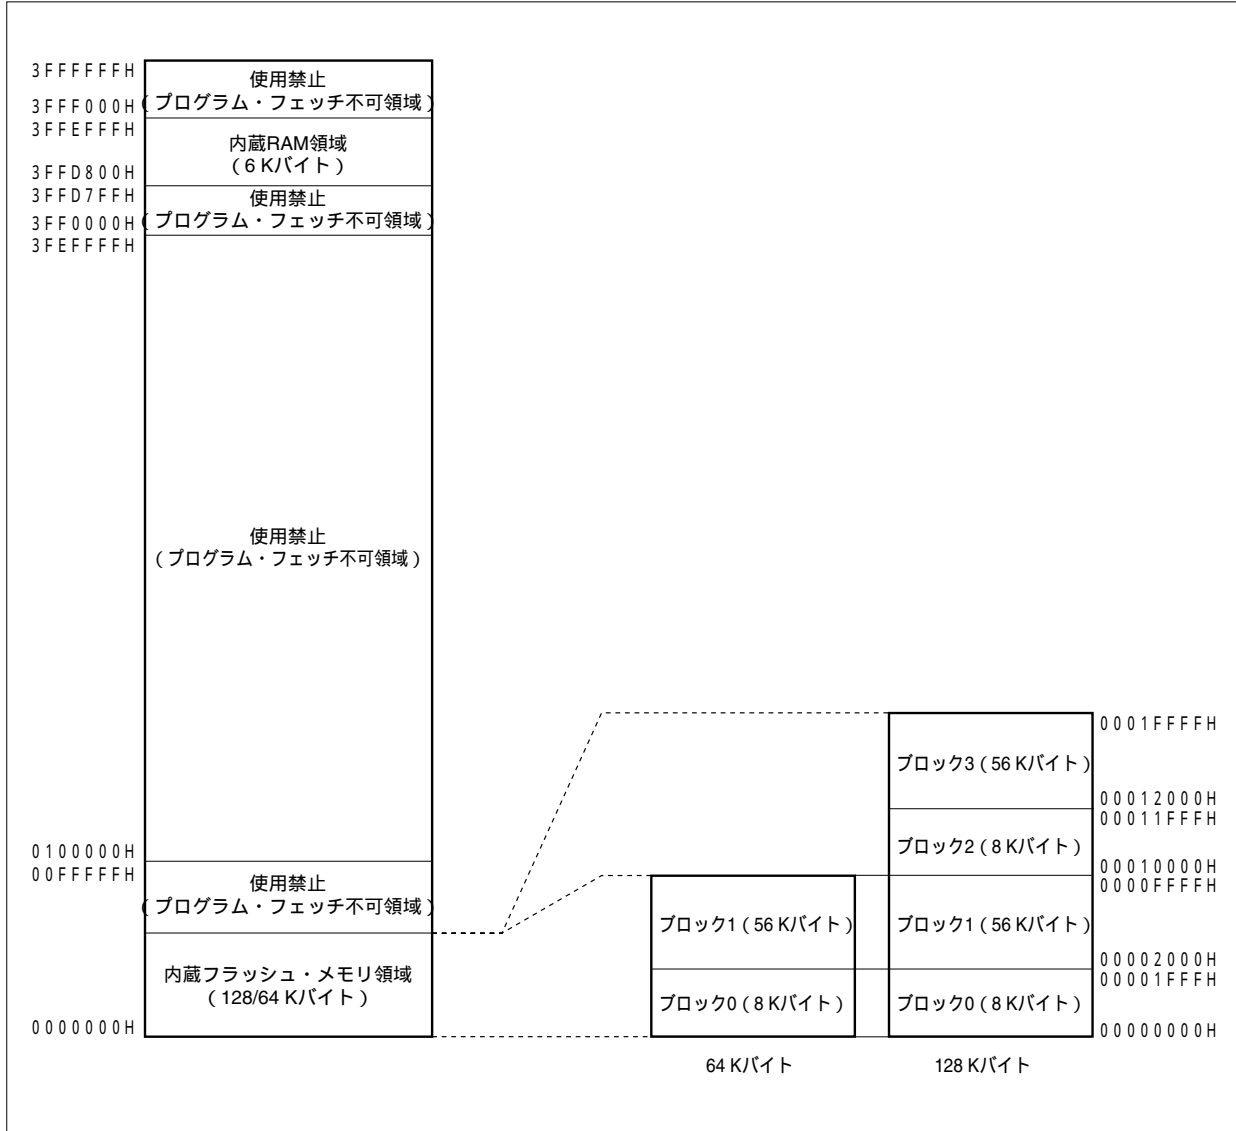 3FFFFFFH
使用禁止
(プログラム・フェッチ不可領域)
3FFF000H
3FFEFFFH
内蔵RAM領域
(6 Kバイト)
3FFD800H
3FFD7FFH
使用禁止
(プログラム・フェッチ不可領域)
3FF0000H
3FEFFFFH
使用禁止
(プログラム・フェッチ不可領域)
0100000H
00FFFFFH
使用禁止
(プログラム・フェッチ不可領域)
内蔵フラッシュ・メモリ領域
(128/64 Kバイト)
0000000H
ブロック1(56 Kバイト)
ブロック0(8 Kバイト)
64 Kバイト
0001FFFFH
ブロック3(56 Kバイト)
00012000H
00011FFFH
ブロック2(8 Kバイト)
00010000H
0000FFFFH
ブロック1(56 Kバイト)
00002000H
00001FFFH
ブロック0(8 Kバイト)
00000000H
128 Kバイト